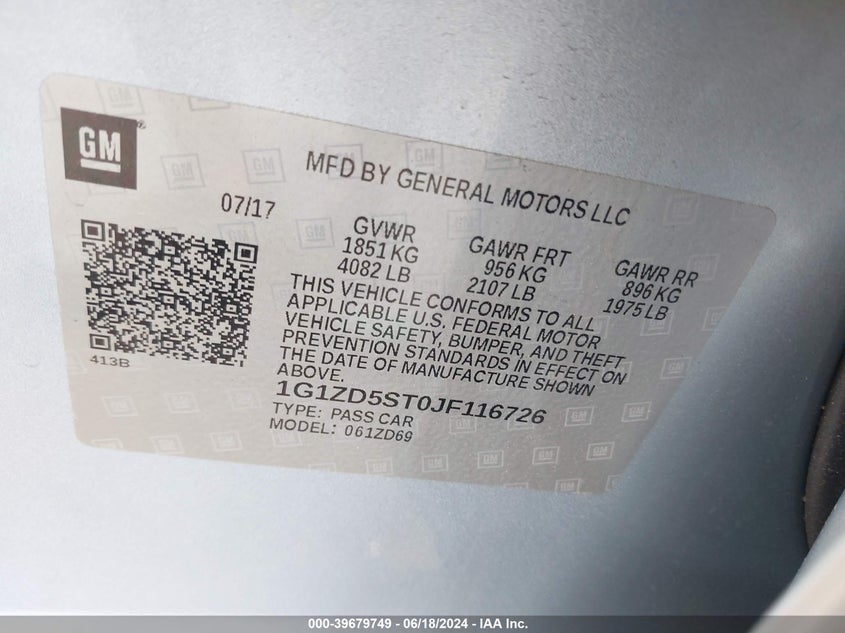 GM
MFD BY GENERAL MOTORS LLC
07/17
GVWR
1851 KG
4082 LB
GAWR FRT
956 KG
2107 LB
GAWR RR
896 KG
1975 LB
THIS VEHICLE CONFORMS TO ALL
APPLICABLE U.S. FEDERAL MOTOR
VEHICLE SAFETY, BUMPER, AND THEFT
PREVENTION STANDARDS IN EFFECT ON
THE DATE OF MANUFACTURE SHOWN
ABOVE.
413B
1G1ZD5ST0JF116726
TYPE: PASS CAR
MODEL: 061ZD69
000-39679749 - 06/18/2024 - IAA Inc.